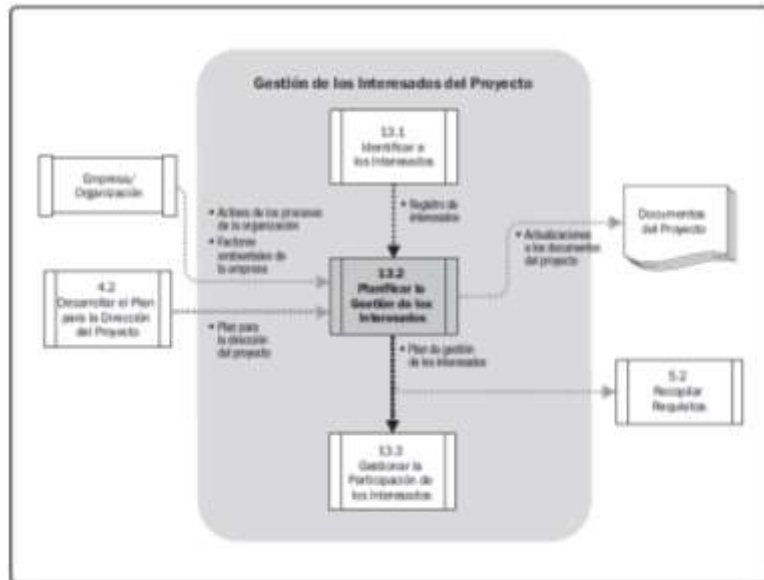 Gestión de los Interesados del Proyecto
13.1
Identificar a
los Interesados
Empresa/
Organización
• Activos de los procesos
de la organización
• Factores
ambientales de
la empresa
• Registro de
interesados
• Actualizaciones
a los documentos
del proyecto
Documentos
del Proyecto
4.2
Desarrollar el Plan
para la Dirección
del Proyecto
13.2
Planificar la
Gestión de los
Interesados
• Plan para
la dirección
del proyecto
• Plan de gestión
de los interesados
5.2
Recopilar
Requisitos
13.3
Gestionar la
Participación de
los Interesados